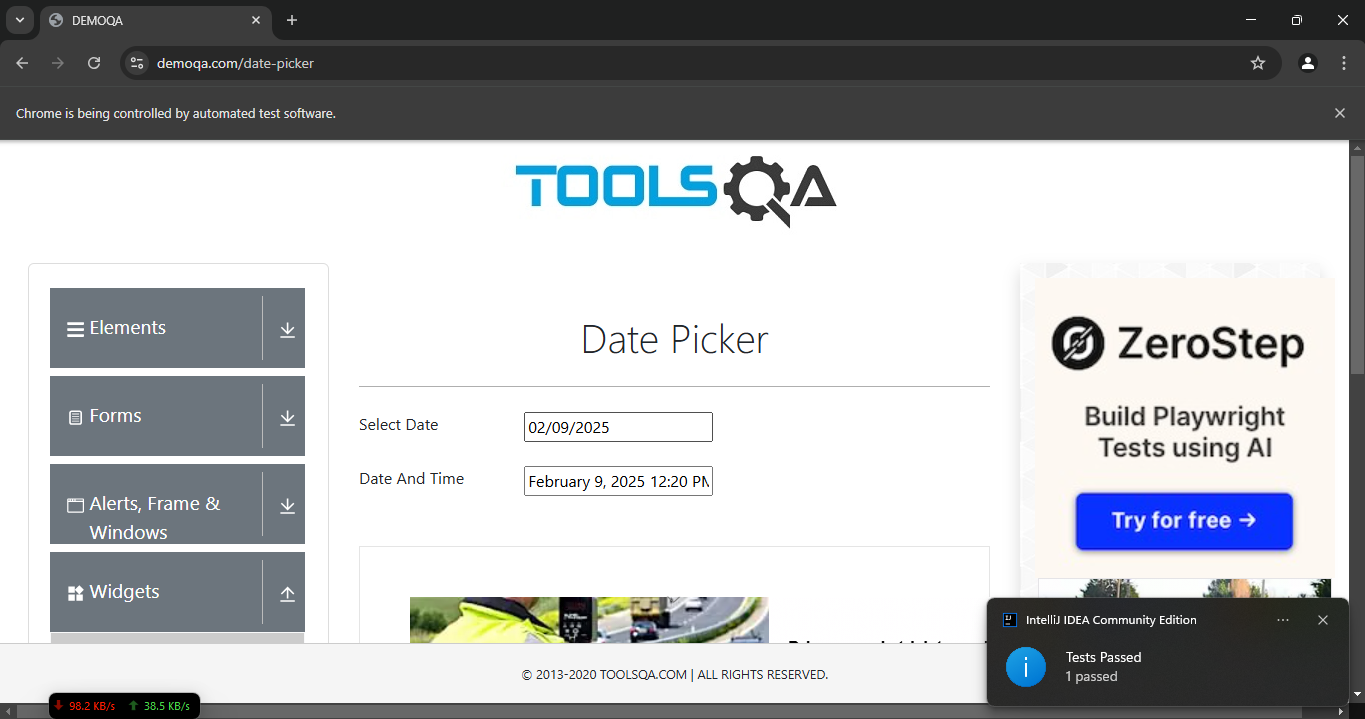 DEMOQA
demoqa.com/date-picker
Chrome is being controlled by automated test software.
TOOLSQA
Elements
Forms
Alerts, Frame &
Windows
Widgets
Date Picker
Select Date
02/09/2025
Date And Time
February 9, 2025 12:20 PM
ZeroStep
Build Playwright
Tests using AI
Try for free →
© 2013-2020 TOOLSQA.COM | ALL RIGHTS RESERVED.
IntelliJ IDEA Community Edition
Tests Passed
1 passed
98.2 KB/s
38.5 KB/s